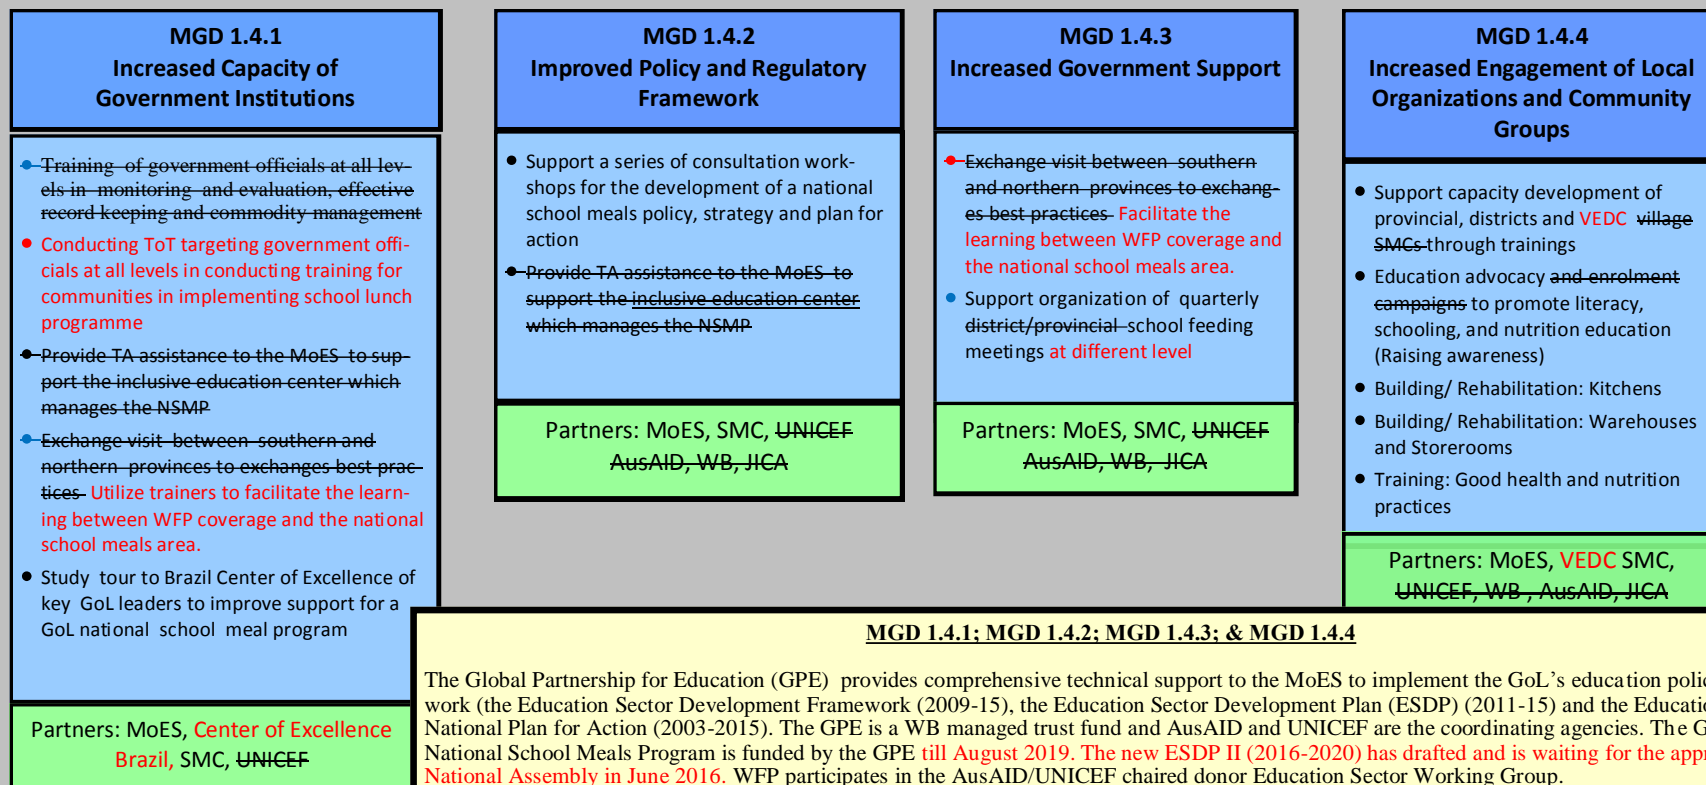 MGD 1.4.1
Increased Capacity of
Government Institutions
Training of government officials at all lev-
els in monitoring and evaluation, effective
record keeping and commodity management
Conducting ToT targeting government offi-
cials at all levels in conducting training for
communities in implementing school lunch
programme
Provide TA assistance to the MoES to sup-
port the inclusive education center which
manages the NSMP
Exchange visit between southern and
northern provinces to exchanges best prac-
tices Utilize trainers to facilitate the learn-
ing between WFP coverage and the national
school meals area.
Study tour to Brazil Center of Excellence of
key GoL leaders to improve support for a
GoL national school meal program
Partners: MoES, Center of Excellence
Brazil, SMC, UNICEF
MGD 1.4.2
Improved Policy and Regulatory
Framework
Support a series of consultation work-
shops for the development of a national
school meals policy, strategy and plan for
action
Provide TA assistance to the MoES to
support the inclusive education center
which manages the NSMP
Partners: MoES, SMC, UNICEF
AusAID, WB, JICA
MGD 1.4.3
Increased Government Support
Exchange visit between southern
and northern provinces to exchang-
es best practices Facilitate the
learning between WFP coverage and
the national school meals area.
Support organization of quarterly
district/provincial school feeding
meetings at different level
Partners: MoES, SMC, UNICEF
AusAID, WB, JICA
MGD 1.4.4
Increased Engagement of Local
Organizations and Community
Groups
Support capacity development of
provincial, districts and VEDC village
SMCs through trainings
Education advocacy and enrolment
campaigns to promote literacy,
schooling, and nutrition education
(Raising awareness)
Building/ Rehabilitation: Kitchens
Building/ Rehabilitation: Warehouses
and Storerooms
Training: Good health and nutrition
practices
Partners: MoES, VEDC SMC,
UNICEF, WB , AusAID, JICA
MGD 1.4.1; MGD 1.4.2; MGD 1.4.3; & MGD 1.4.4
The Global Partnership for Education (GPE) provides comprehensive technical support to the MoES to implement the GoL's education polic
work (the Education Sector Development Framework (2009-15), the Education Sector Development Plan (ESDP) (2011-15) and the Educatio
National Plan for Action (2003-2015). The GPE is a WB managed trust fund and AusAID and UNICEF are the coordinating agencies. The G
National School Meals Program is funded by the GPE till August 2019. The new ESDP II (2016-2020) has drafted and is waiting for the appr
National Assembly in June 2016. WFP participates in the AusAID/UNICEF chaired donor Education Sector Working Group.